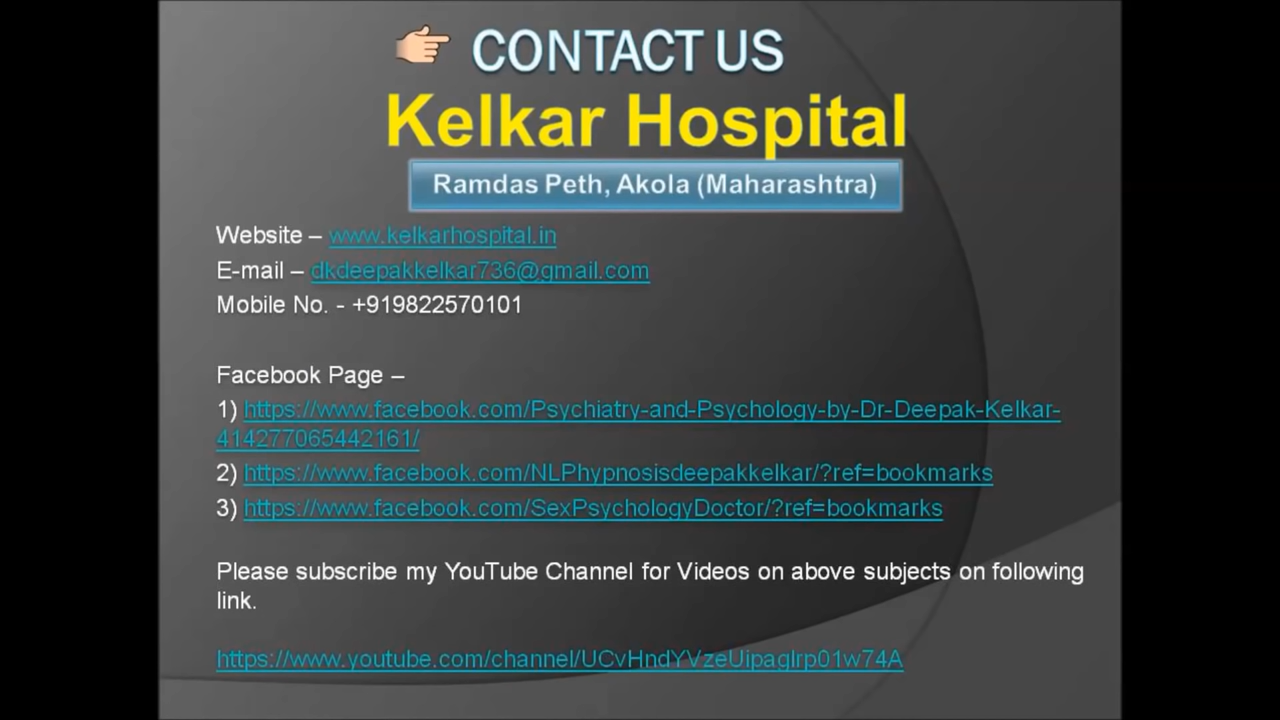 CONTACT US
Kelkar Hospital
Ramdas Peth, Akola (Maharashtra)
Website – www.kelkarhospital.in
E-mail – dkdeepakkelkar736@gmail.com
Mobile No. - +919822570101
Facebook Page –
1) https://www.facebook.com/Psychiatry-and-Psychology-by-Dr-Deepak-Kelkar-
414277065442161/
2) https://www.facebook.com/NLPhypnosisdeepakkelkar/?ref=bookmarks
3) https://www.facebook.com/SexPsychologyDoctor/?ref=bookmarks
Please subscribe my YouTube Channel for Videos on above subjects on following
link.
https://www.youtube.com/channel/UCvHndYVzeUipaglrp01w74A